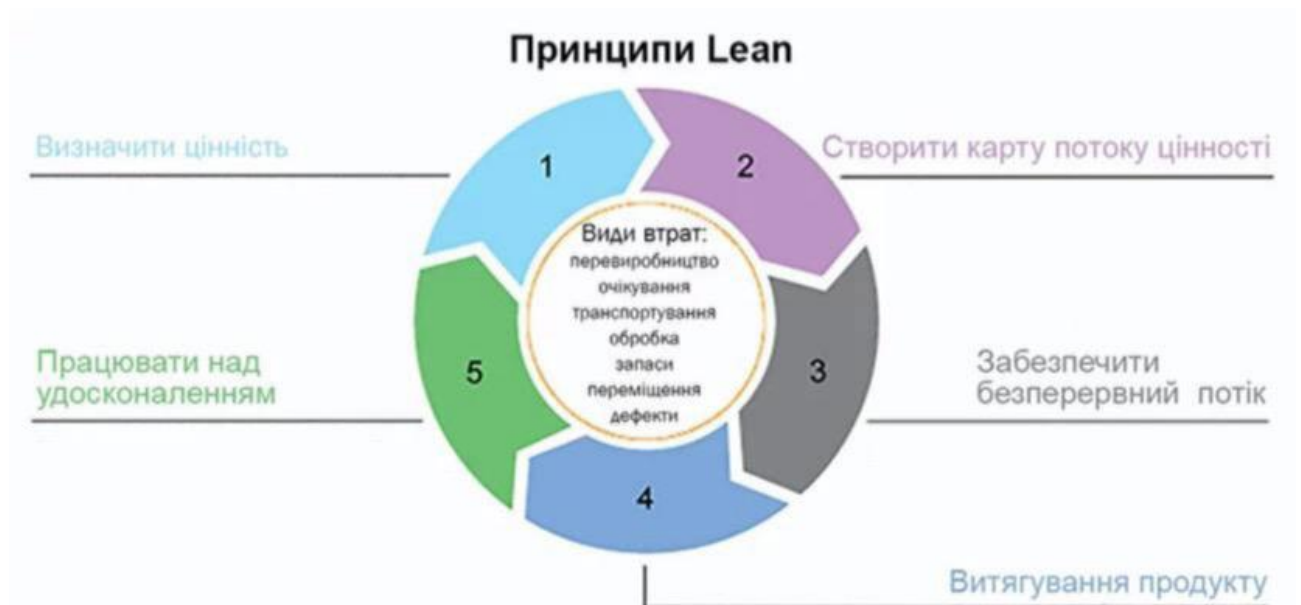 Принципи Lean
Визначити цінність
1
2
Створити карту потоку цінності
Види втрат:
перевиробництво
очікування
транспортування
обробка
запаси
переміщення
дефекти
Працювати над
удосконаленням
5
3
Забезпечити
безперервний потік
4
Витягування продукту